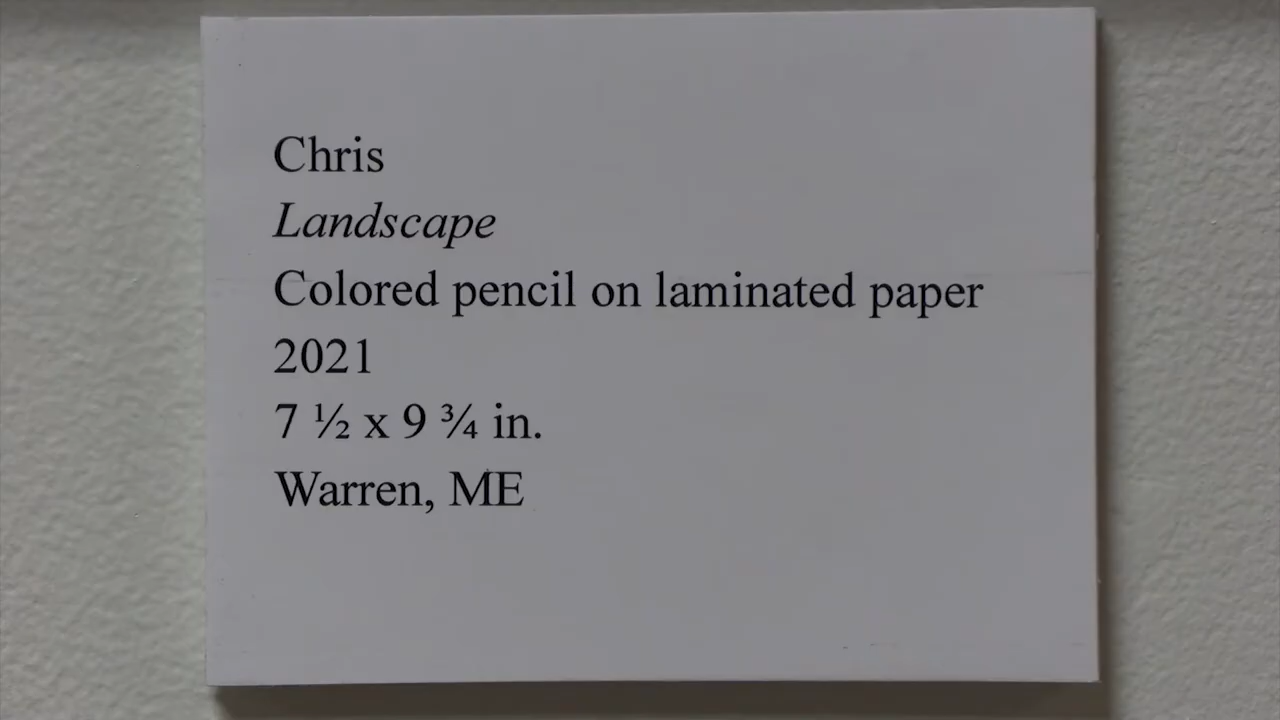 Chris
Landscape
Colored pencil on laminated paper
2021
7 ½ x 9 ¾ in.
Warren, ME